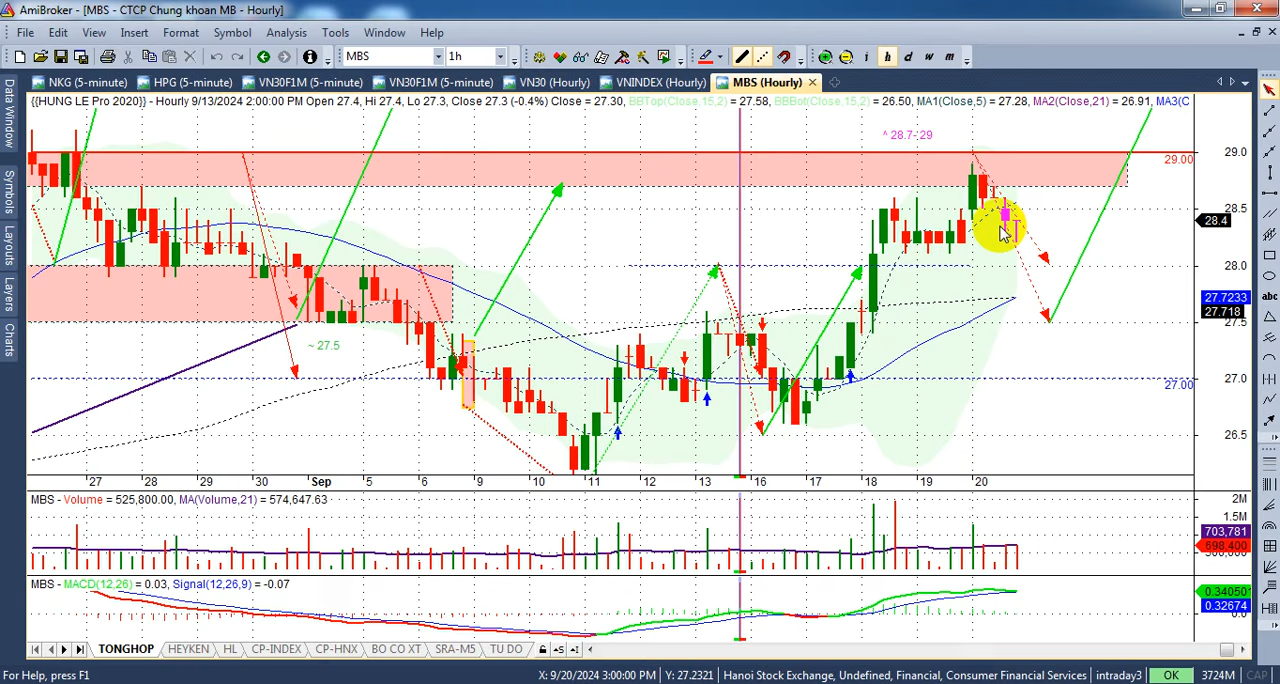 AmiBroker - [MBS - CTCP Chung khoan MB - Hourly]
File Edit View Insert Format Symbol Analysis Tools Window Help
MBS 1h i h d w m
NKG (5-minute) HPG (5-minute) VN30F1M (5-minute) VN30F1M (5-minute) VN30 (Hourly) VNINDEX (Hourly) MBS (Hourly)
{{HUNG LE Pro 2020}} - Hourly 9/13/2024 2:00:00 PM Open 27.4, Hi 27.4, Lo 27.3, Close 27.3 (-0.4%) Close = 27.30, BBTop(Close,15,2) = 27.58, BBBot(Close,15,2) = 26.50, MA1(Close,5) = 27.28, MA2(Close,21) = 26.91, MA3(C
Data Window
Symbols
Layouts
Layers
Charts
abc
^ 28.7-29
29.00
29.0
28.5
28.4
28.0
27.7233
27.718
27.5
~ 27.5
27.0
27.00
26.5
27 28 29 30 Sep 5 6 9 10 11 12 13 16 17 18 19 20
MBS - Volume = 525,800.00, MA(Volume,21) = 574,647.63
2M
1.5M
703,781
698,400
MBS - MACD(12,26) = 0.03, Signal(12,26,9) = -0.07
0.34050
0.32674
TONGHOP HEYKEN HL CP-INDEX CP-HNX BO CO XT SRA-M5 TU DO
For Help, press F1 X: 9/20/2024 3:00:00 PM Y: 27.2321 Hanoi Stock Exchange, Undefined, Financial, Consumer Financial Services intraday3 OK 3724M CAP